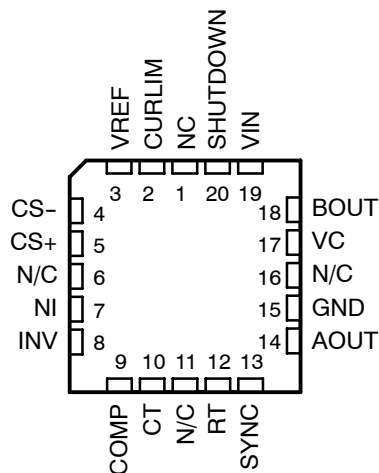 VREF
CURLIM
NC
SHUTDOWN
VIN
3 2 1 20 19
CS− 4
CS+ 5
N/C 6
NI 7
INV 8
18 BOUT
17 VC
16 N/C
15 GND
14 AOUT
9 10 11 12 13
COMP
CT
N/C
RT
SYNC